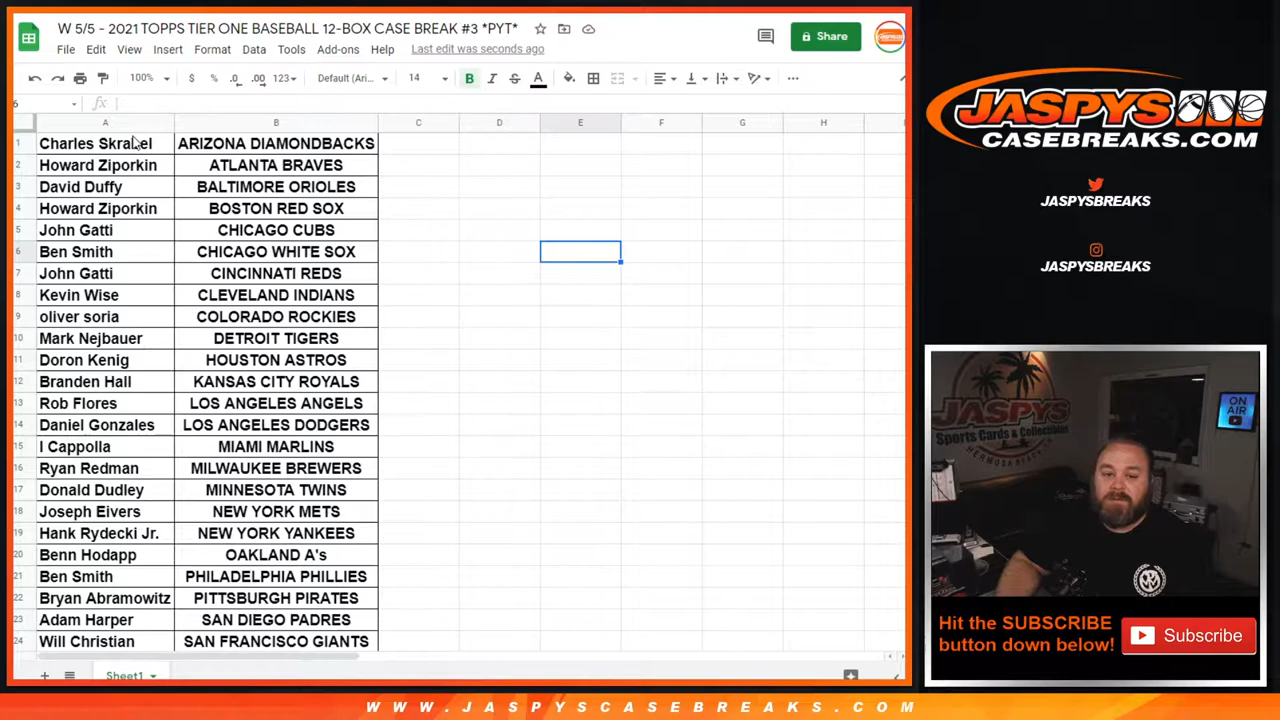 W 5/5 - 2021 TOPPS TIER ONE BASEBALL 12-BOX CASE BREAK #3 *PYT*
Share
File Edit View Insert Format Data Tools Add-ons Help Last edit was seconds ago
100% $ % .0 .00 123 Default (Ari... 14 B I S A
6 fx
A B C D E F G H
1 Charles Skrabel ARIZONA DIAMONDBACKS
2 Howard Ziporkin ATLANTA BRAVES
3 David Duffy BALTIMORE ORIOLES
4 Howard Ziporkin BOSTON RED SOX
5 John Gatti CHICAGO CUBS
6 Ben Smith CHICAGO WHITE SOX
7 John Gatti CINCINNATI REDS
8 Kevin Wise CLEVELAND INDIANS
9 oliver soria COLORADO ROCKIES
10 Mark Nejbauer DETROIT TIGERS
11 Doron Kenig HOUSTON ASTROS
12 Branden Hall KANSAS CITY ROYALS
13 Rob Flores LOS ANGELES ANGELS
14 Daniel Gonzales LOS ANGELES DODGERS
15 I Cappolla MIAMI MARLINS
16 Ryan Redman MILWAUKEE BREWERS
17 Donald Dudley MINNESOTA TWINS
18 Joseph Eivers NEW YORK METS
19 Hank Rydecki Jr. NEW YORK YANKEES
20 Benn Hodapp OAKLAND A's
21 Ben Smith PHILADELPHIA PHILLIES
22 Bryan Abramowitz PITTSBURGH PIRATES
23 Adam Harper SAN DIEGO PADRES
24 Will Christian SAN FRANCISCO GIANTS
Sheet1
JASPYS
CASEBREAKS.COM
JASPYSBREAKS
JASPYSBREAKS
JASPYS
Sports Cards & Collectibles
HERMOSA BEACH
ON AIR
Hit the SUBSCRIBE
button down below!
Subscribe
WWW.JASPYSCASEBREAKS.COM